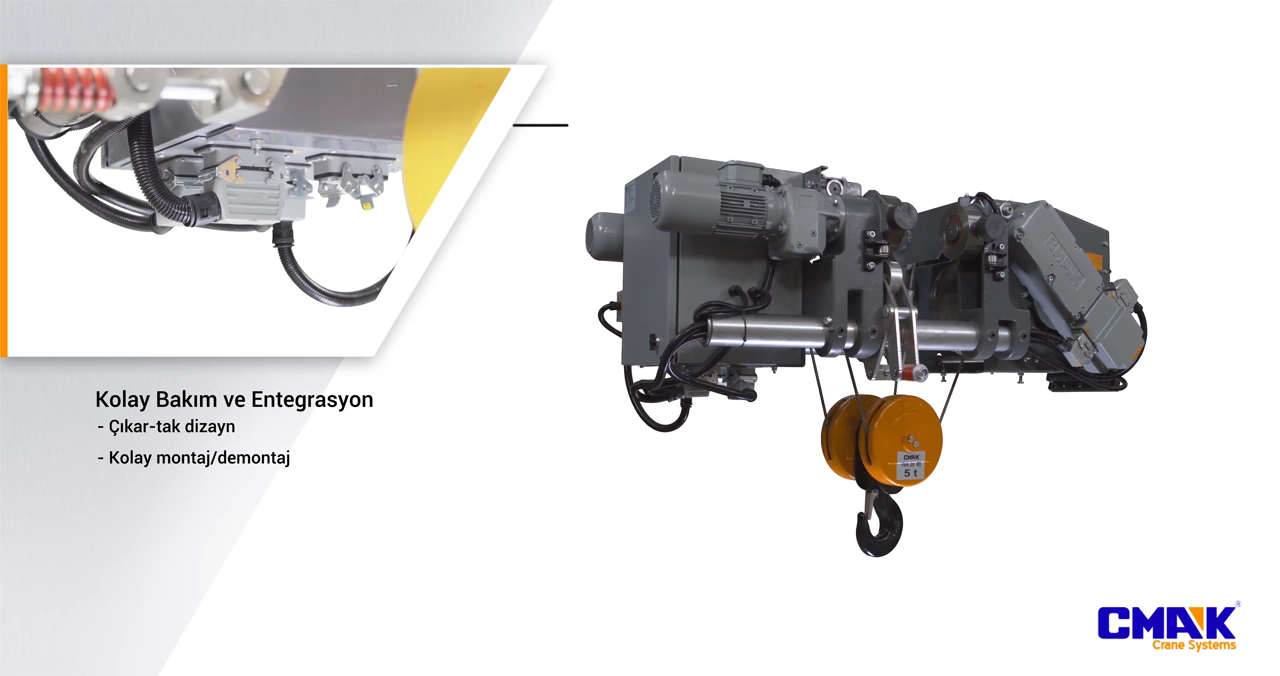 Kolay Bakım ve Entegrasyon
- Çıkar-tak dizayn
- Kolay montaj/demontaj
CMAK
5 t
CMAK®
Crane Systems